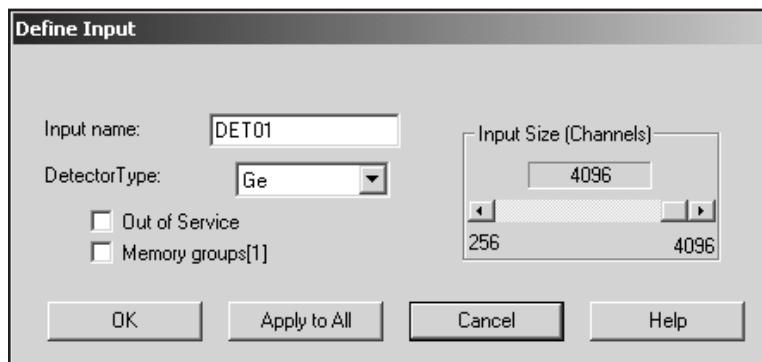 Define Input
Input name: DET01
DetectorType: Ge
Out of Service
Memory groups[1]
Input Size (Channels)
4096
256 4096
OK Apply to All Cancel Help